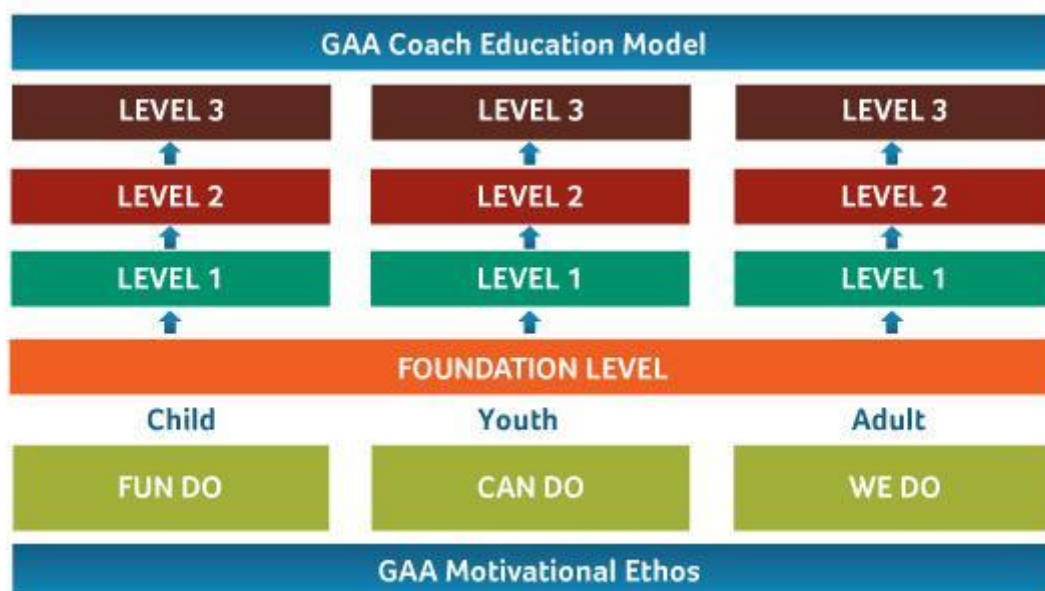 GAA Coach Education Model
LEVEL 3 LEVEL 3 LEVEL 3
LEVEL 2 LEVEL 2 LEVEL 2
LEVEL 1 LEVEL 1 LEVEL 1
FOUNDATION LEVEL
Child Youth Adult
FUN DO CAN DO WE DO
GAA Motivational Ethos